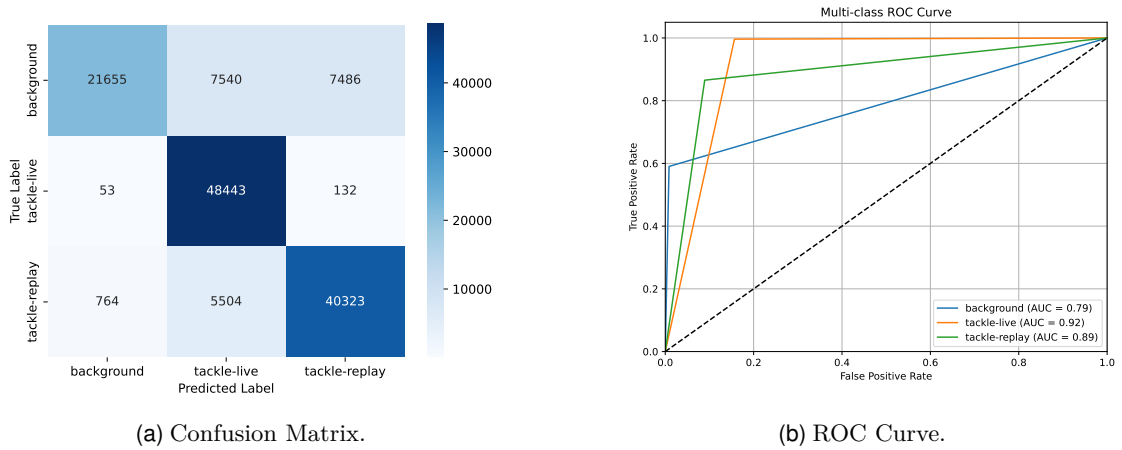 background
21655
7540
7486
True Label
tackle-live
53
48443
132
tackle-replay
764
5504
40323
background
tackle-live
tackle-replay
Predicted Label
40000
30000
20000
10000
(a) Confusion Matrix.
Multi-class ROC Curve
True Positive Rate
1.0
0.8
0.6
0.4
0.2
0.0
0.0
0.2
0.4
0.6
0.8
1.0
False Positive Rate
background (AUC = 0.79)
tackle-live (AUC = 0.92)
tackle-replay (AUC = 0.89)
(b) ROC Curve.